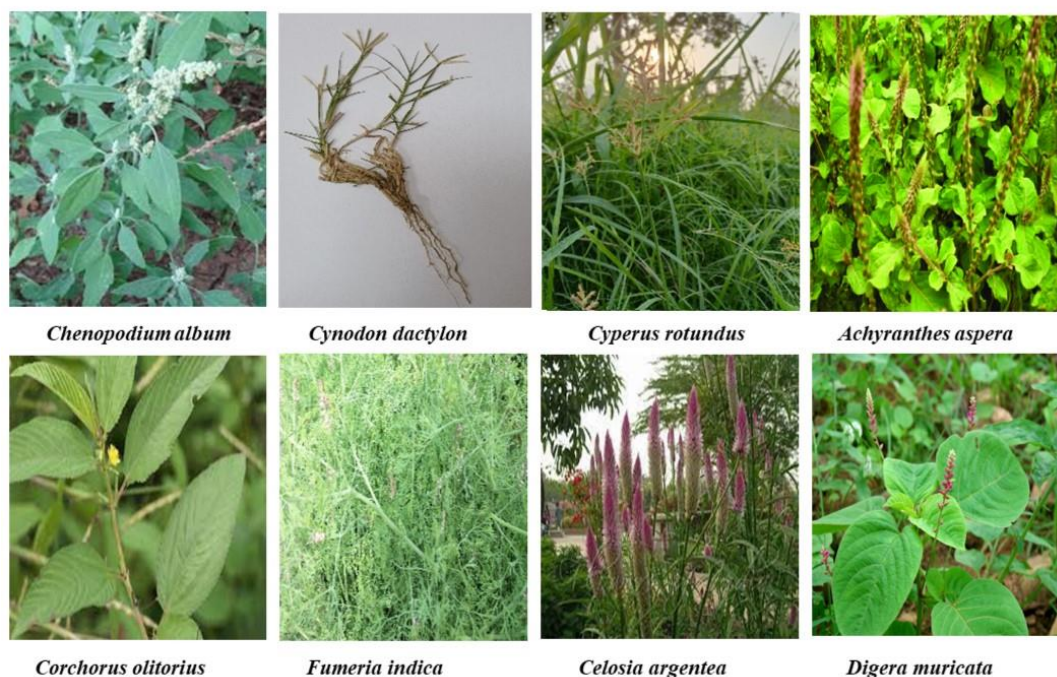 Chenopodium album
Cynodon dactylon
Cyperus rotundus
Achyranthes aspera
Corchorus olitorius
Fumeria indica
Celosia argentea
Digera muricata